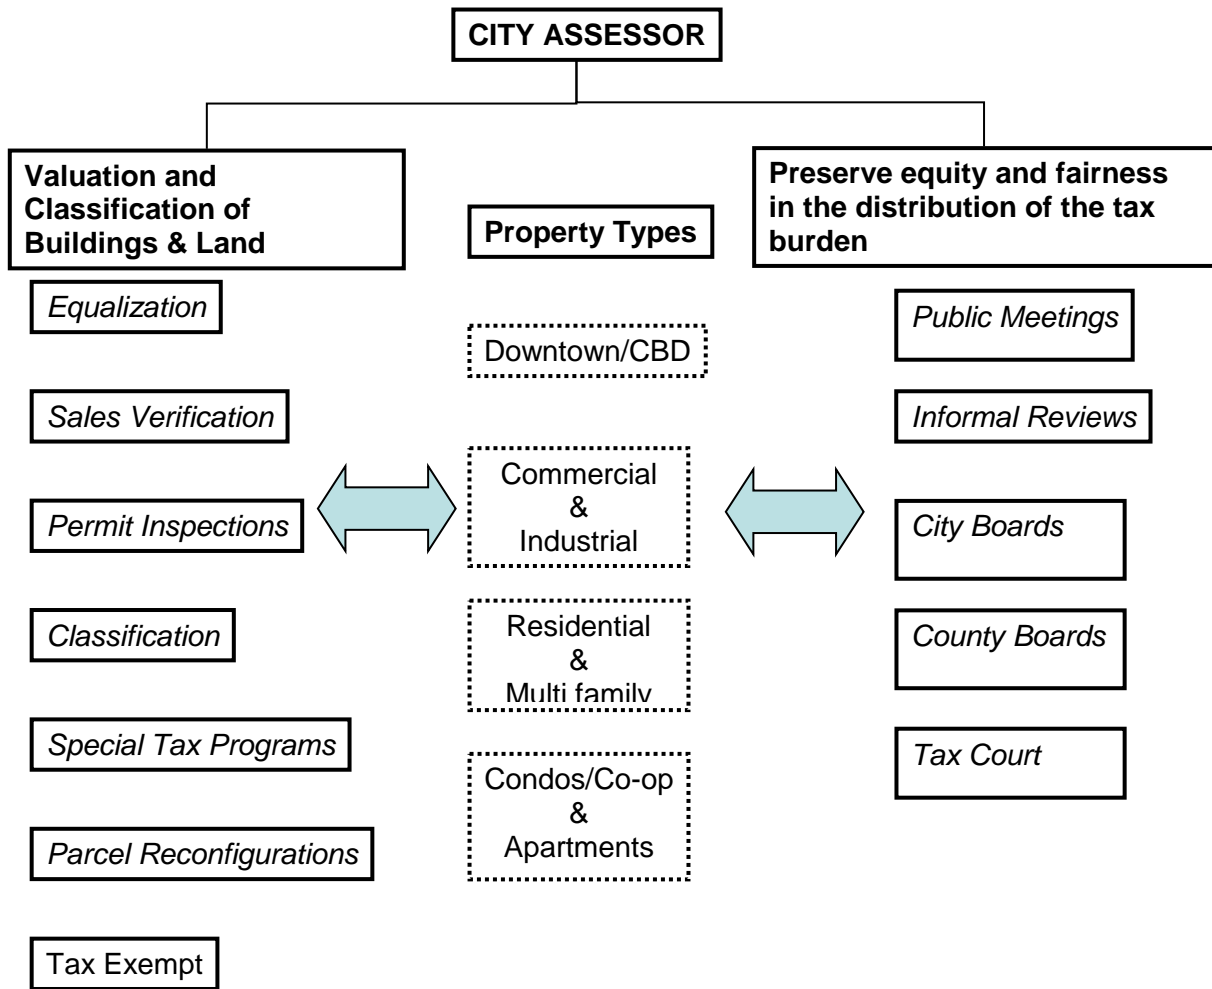 CITY ASSESSOR
Valuation and
Classification of
Buildings & Land
Equalization
Sales Verification
Permit Inspections
Classification
Special Tax Programs
Parcel Reconfigurations
Tax Exempt
Property Types
Downtown/CBD
Commercial
&
Industrial
Residential
&
Multi family
Condos/Co-op
&
Apartments
Preserve equity and fairness
in the distribution of the tax
burden
Public Meetings
Informal Reviews
City Boards
County Boards
Tax Court